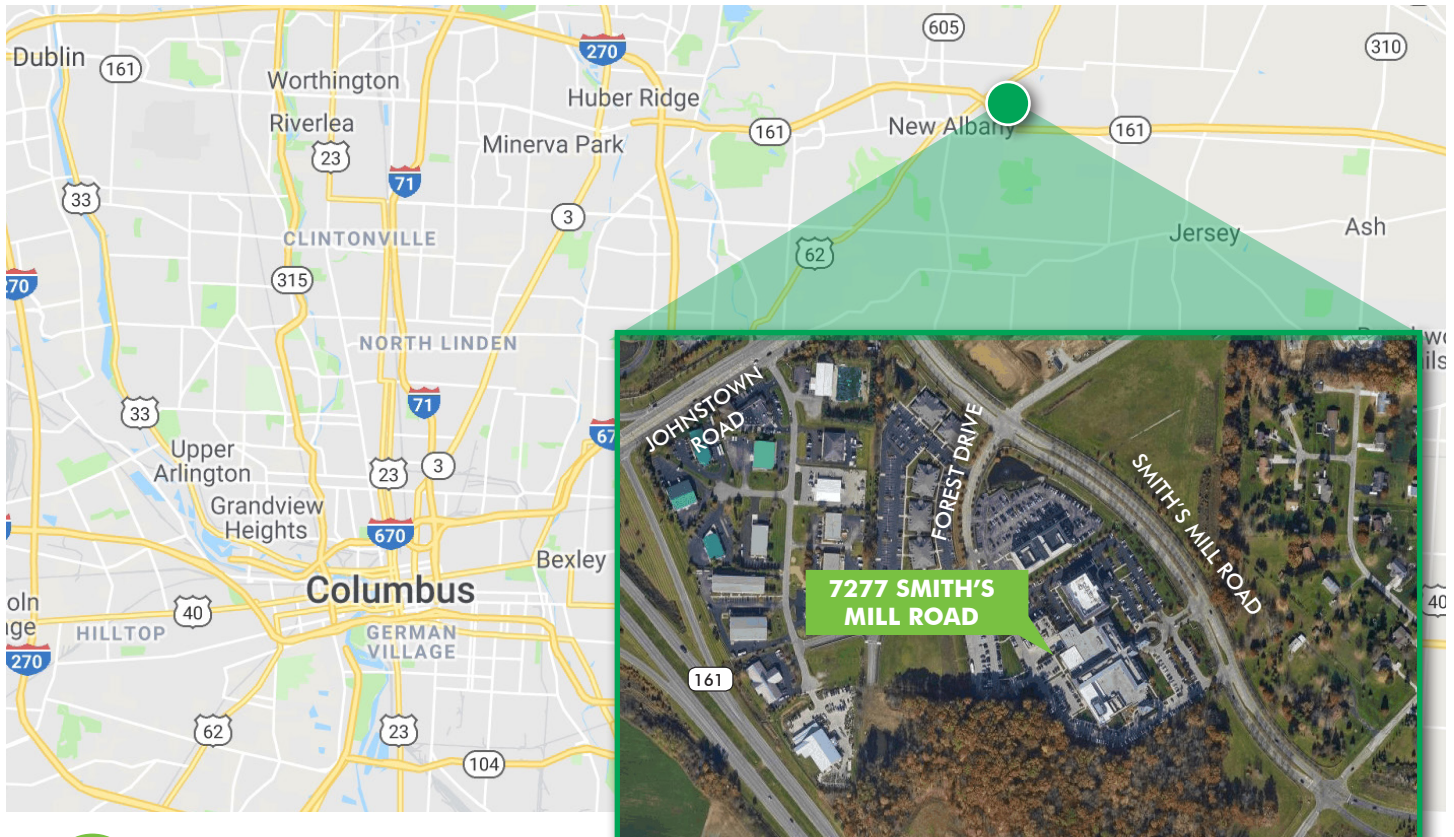 605
310
270
Dublin
161
Worthington
Huber Ridge
Riverlea
161
New Albany
161
23
Minerva Park
71
33
3
CLINTONVILLE
Jersey
Ash
62
315
270
NORTH LINDEN
33
71
Upper
Arlington
23
3
67
Grandview
Heights
670
Bexley
Columbus
40
HILLTOP
GERMAN
VILLAGE
270
62
23
104
40
JOHNSTOWN
ROAD
FOREST DRIVE
SMITH'S MILL ROAD
7277 SMITH'S
MILL ROAD
161